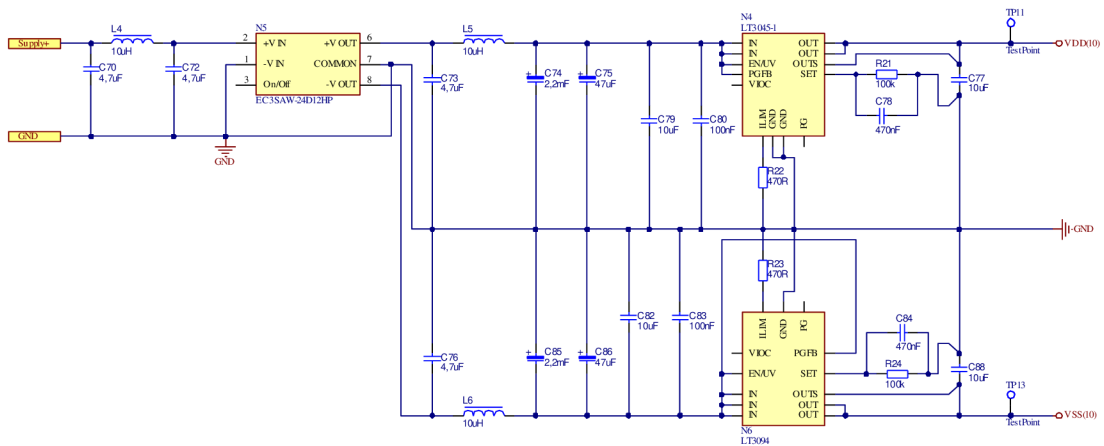 Supply+
GND
L4
10uH
C70
4,7uF
C72
4,7uF
N5
2
+V IN
+V OUT
6
1
-V IN
COMMON
7
3
On/Off
-V OUT
8
EC3SAW-24D12HP
GND
L5
10uH
C73
4,7uF
C74
2,2mF
C75
47uF
C79
10uF
C80
100nF
N4
LT3045-1
IN
OUT
IN
OUT
EN/UV
OUTS
PGFB
SET
VIOC
ILIM
GND
GND
PG
R21
100k
C78
470nF
C77
10uF
TP11
TestPoint
VDD(10)
R22
470R
GND
R23
470R
C76
4,7uF
L6
10uH
C85
2,2mF
C86
47uF
C82
10uF
C83
100nF
ILIM
GND
PG
VIOC
PGFB
EN/UV
SET
IN
OUTS
IN
OUT
OUT
N6
LT3094
C84
470nF
R24
100k
C88
10uF
TP13
TestPoint
VSS(10)